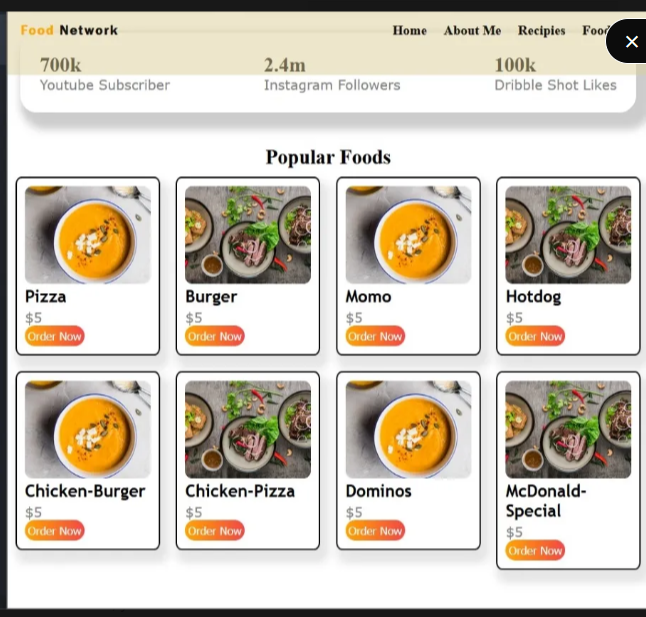 Food Network
Home About Me Recipies
700k 2.4m 100k
Youtube Subscriber Instagram Followers Dribble Shot Likes
Popular Foods
Pizza Burger Momo Hotdog
$5 $5 $5 $5
Order Now Order Now Order Now Order Now
Chicken-Burger Chicken-Pizza Dominos McDonald-
Special
$5 $5 $5 $5
Order Now Order Now Order Now Order Now